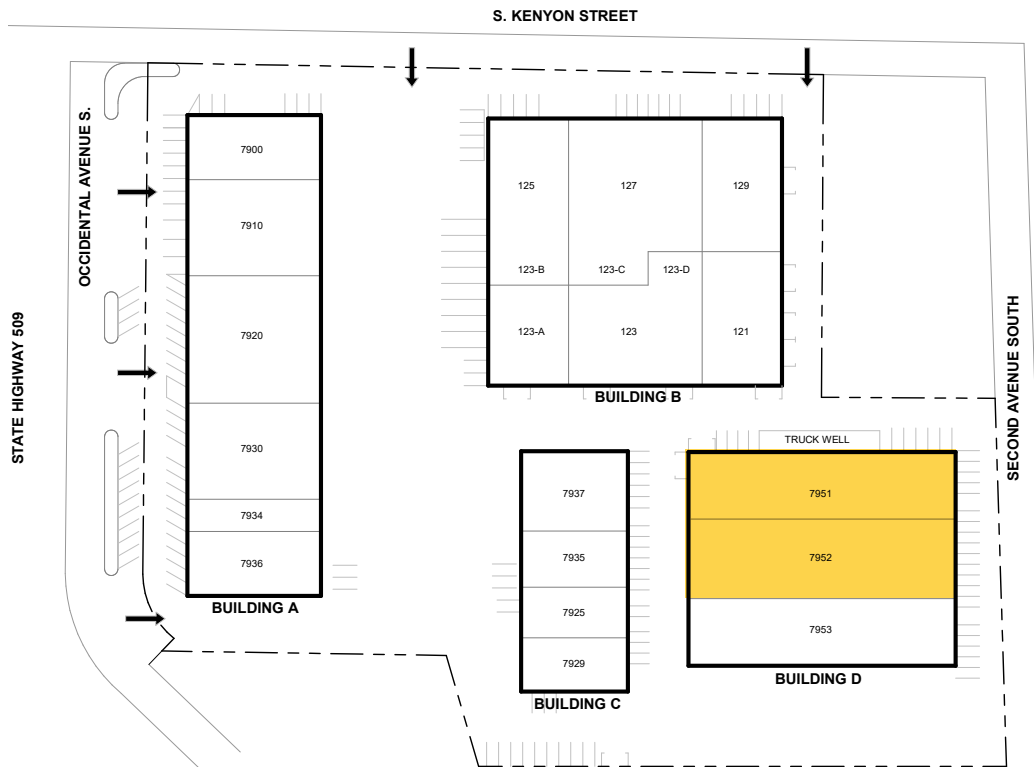 S. KENYON STREET
OCCIDENTAL AVENUE S.
STATE HIGHWAY 509
SECOND AVENUE SOUTH
7900
7910
7920
7930
7934
7936
BUILDING A
125
127
129
123-B
123-C
123-D
123-A
123
121
BUILDING B
7937
7935
7925
7929
BUILDING C
TRUCK WELL
7951
7952
7953
BUILDING D